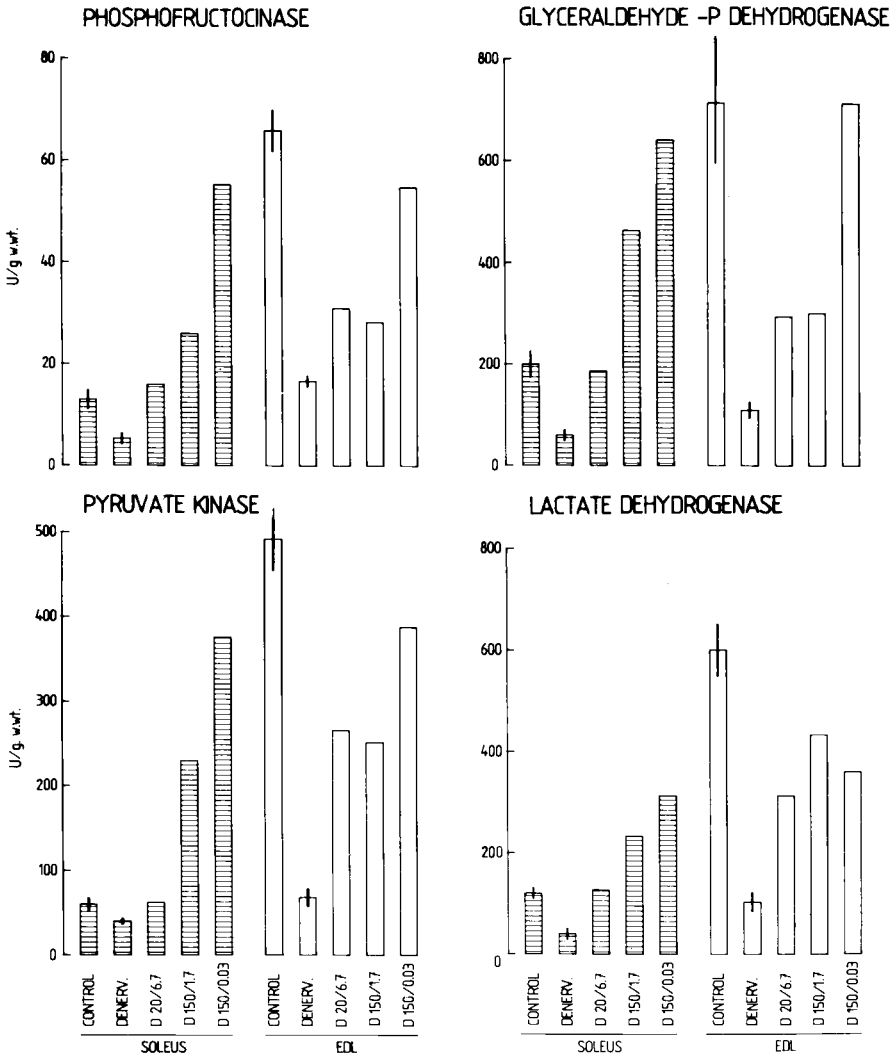 PHOSPHOFRUCTOCINASE
80
60
40
20
0
U/g w.wt.
GLYCERALDEHYDE -P DEHYDROGENASE
800
600
400
200
0
PYRUVATE KINASE
500
400
300
200
100
0
U/g. w.wt.
CONTROL
DENERV.
D 20/6.7
D 150/1.7
D 150/0.03
CONTROL
DENERV.
D 20/6.7
D 150/1.7
D 150/0.03
SOLEUS
EDL
LACTATE DEHYDROGENASE
800
600
400
200
0
CONTROL
DENERV.
D 20/6.7
D 150/1.7
D 150/0.03
CONTROL
DENERV.
D 20/6.7
D 150/1.7
D 150/0.03
SOLEUS
EDL